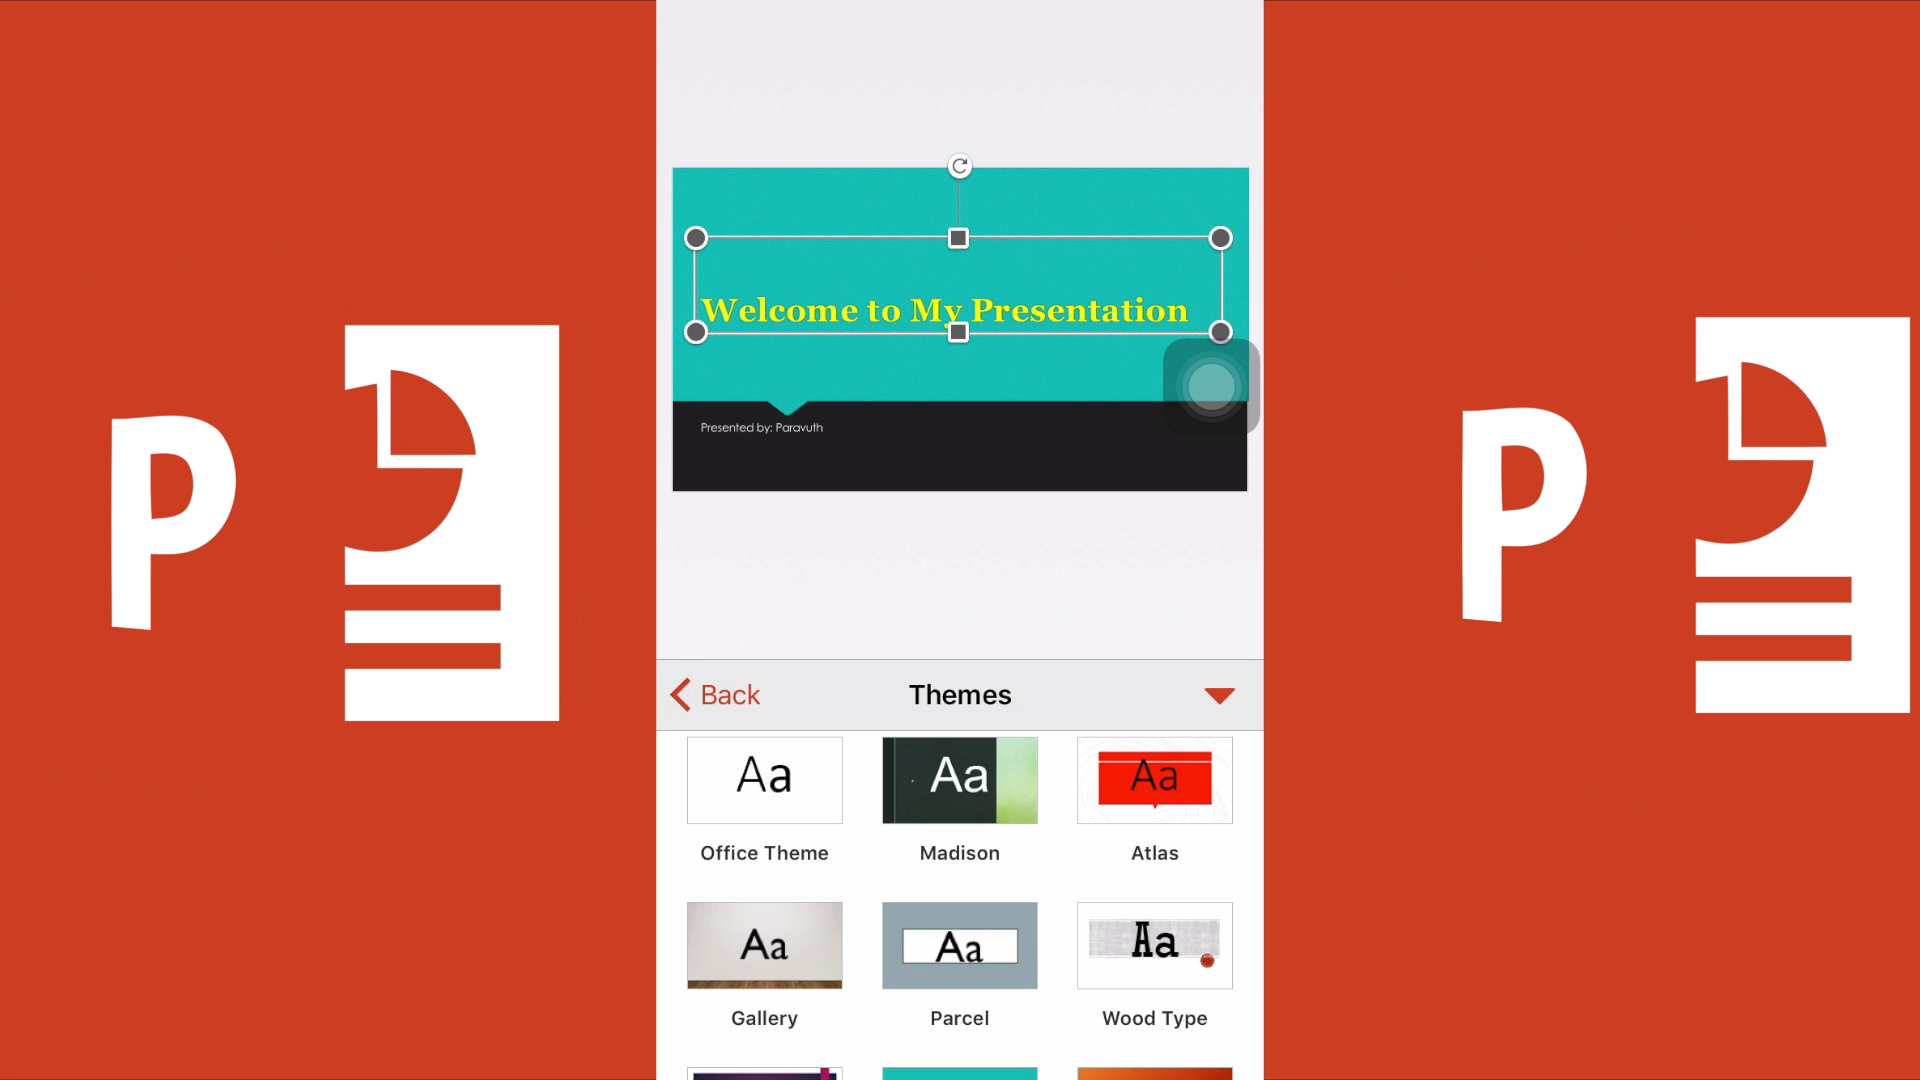 P
P
Welcome to My Presentation
Presented by: Paravuth
Back
Themes
Aa
Aa
Aa
Office Theme
Madison
Atlas
Aa
Aa
Aa
Gallery
Parcel
Wood Type